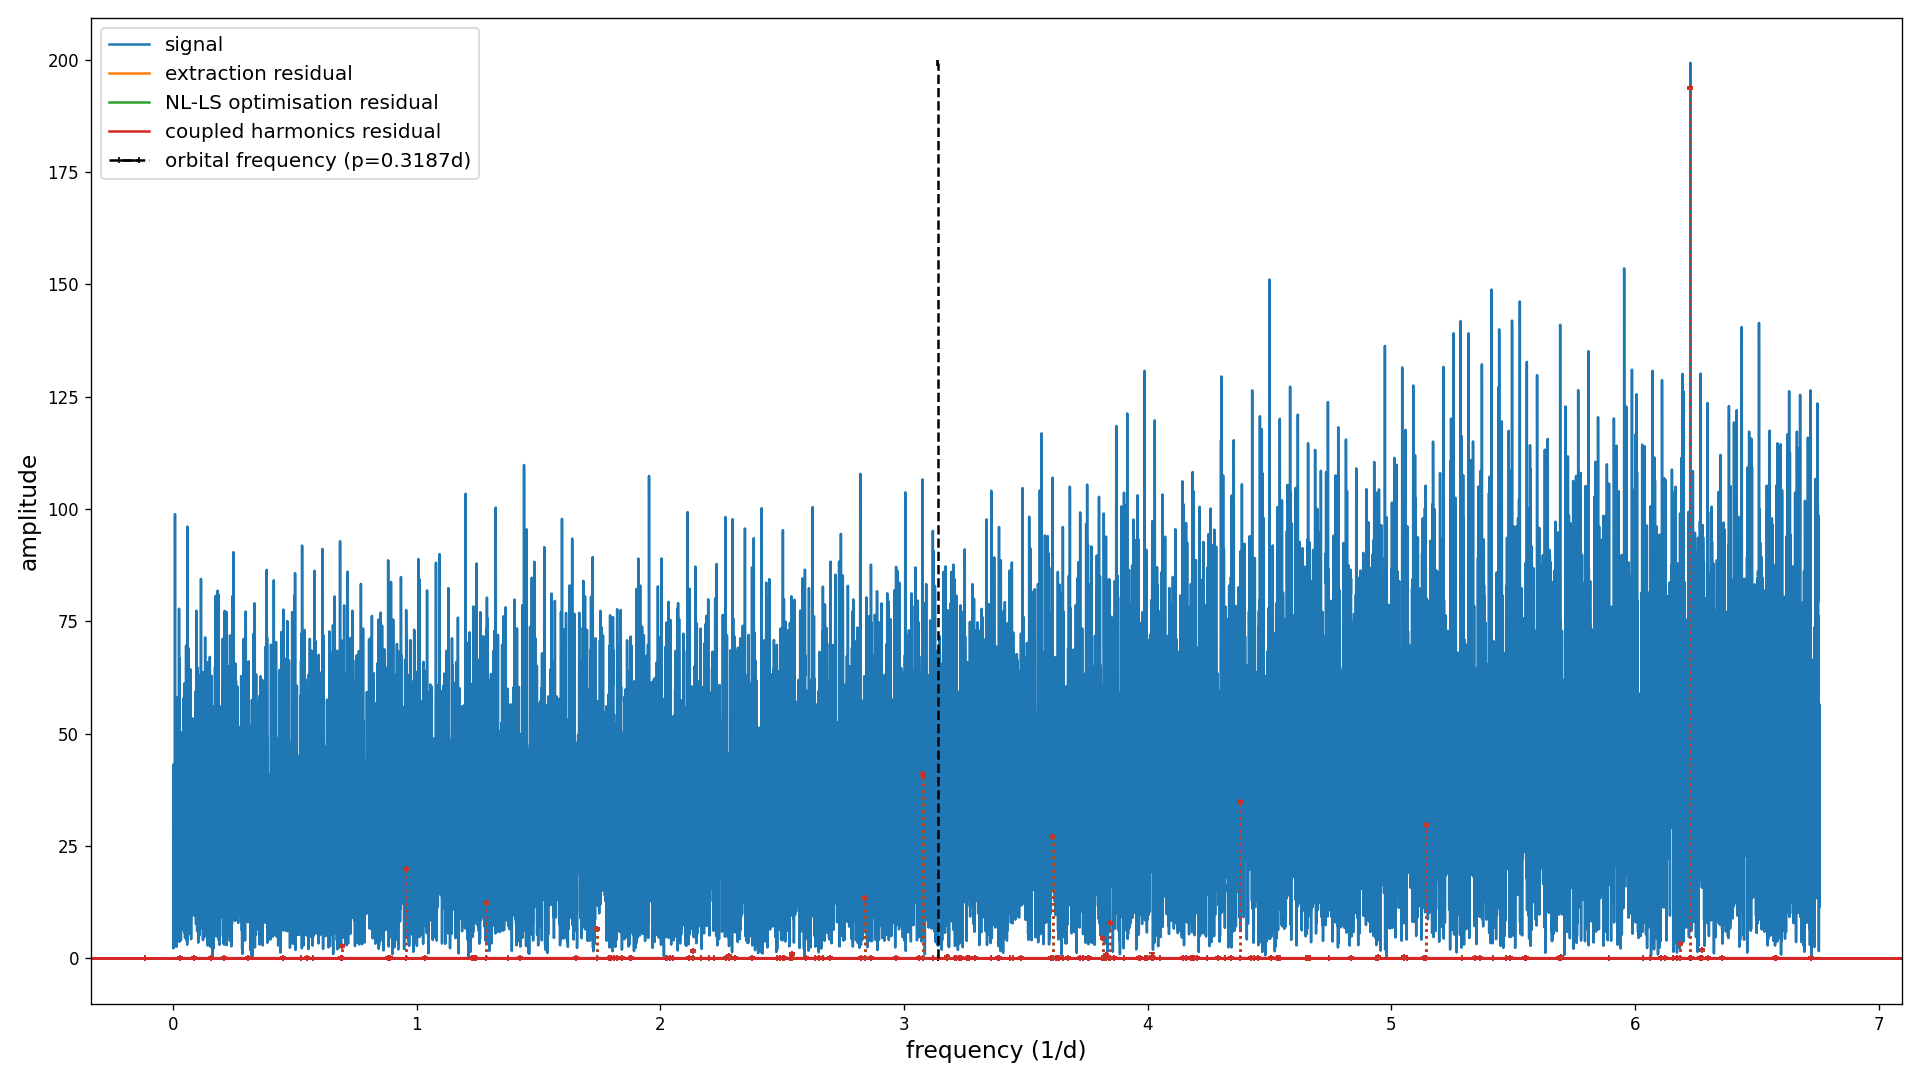 signal
extraction residual
NL-LS optimisation residual
coupled harmonics residual
orbital frequency (p=0.3187d)
200
175
150
125
100
75
50
25
0
amplitude
0 1 2 3 4 5 6 7
frequency (1/d)